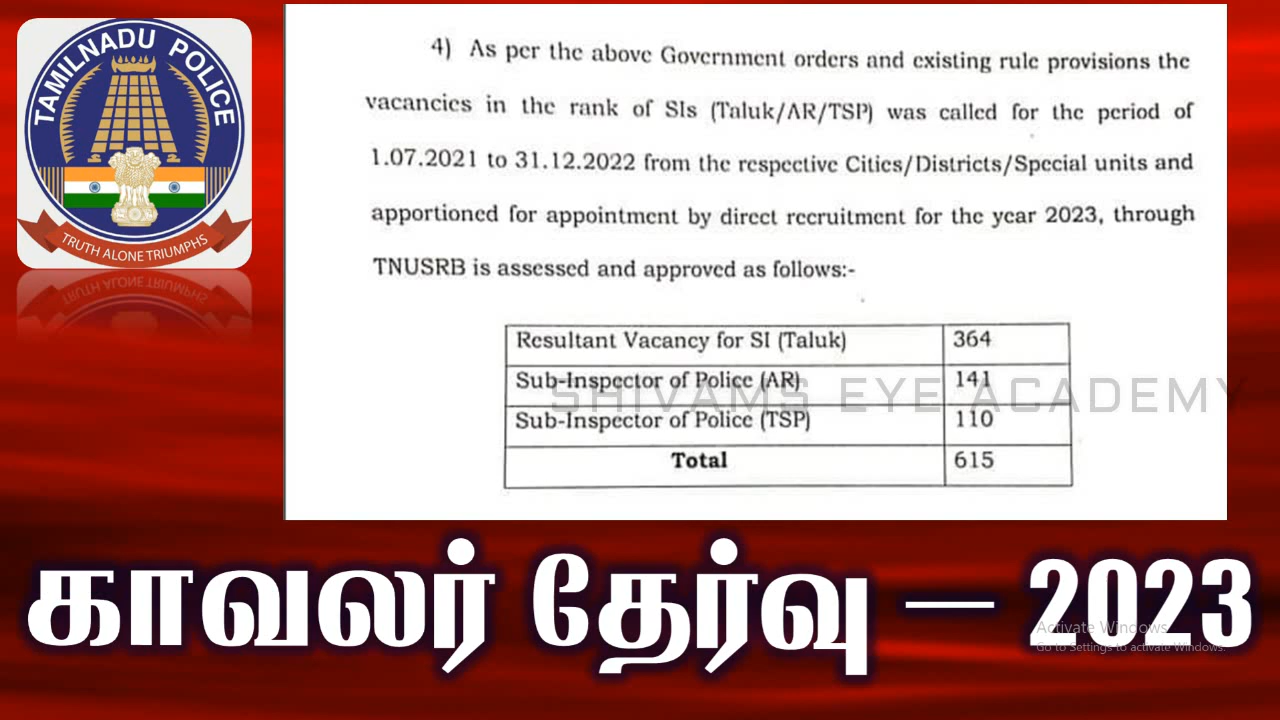 TAMILNADU POLICE
TRUTH ALONE TRIUMPHS
4) As per the above Government orders and existing rule provisions the
vacancies in the rank of SIs (Taluk/AR/TSP) was called for the period of
1.07.2021 to 31.12.2022 from the respective Cities/Districts/Special units and
apportioned for appointment by direct recruitment for the year 2023, through
TNUSRB is assessed and approved as follows:-
Resultant Vacancy for SI (Taluk) 364
Sub-Inspector of Police (AR) 141
SHIVAMS EYE ACADEMY
Sub-Inspector of Police (TSP) 110
Total 615
காவலர் தேர்வு — 2023
Activate Windows
Go to Settings to activate Windows.